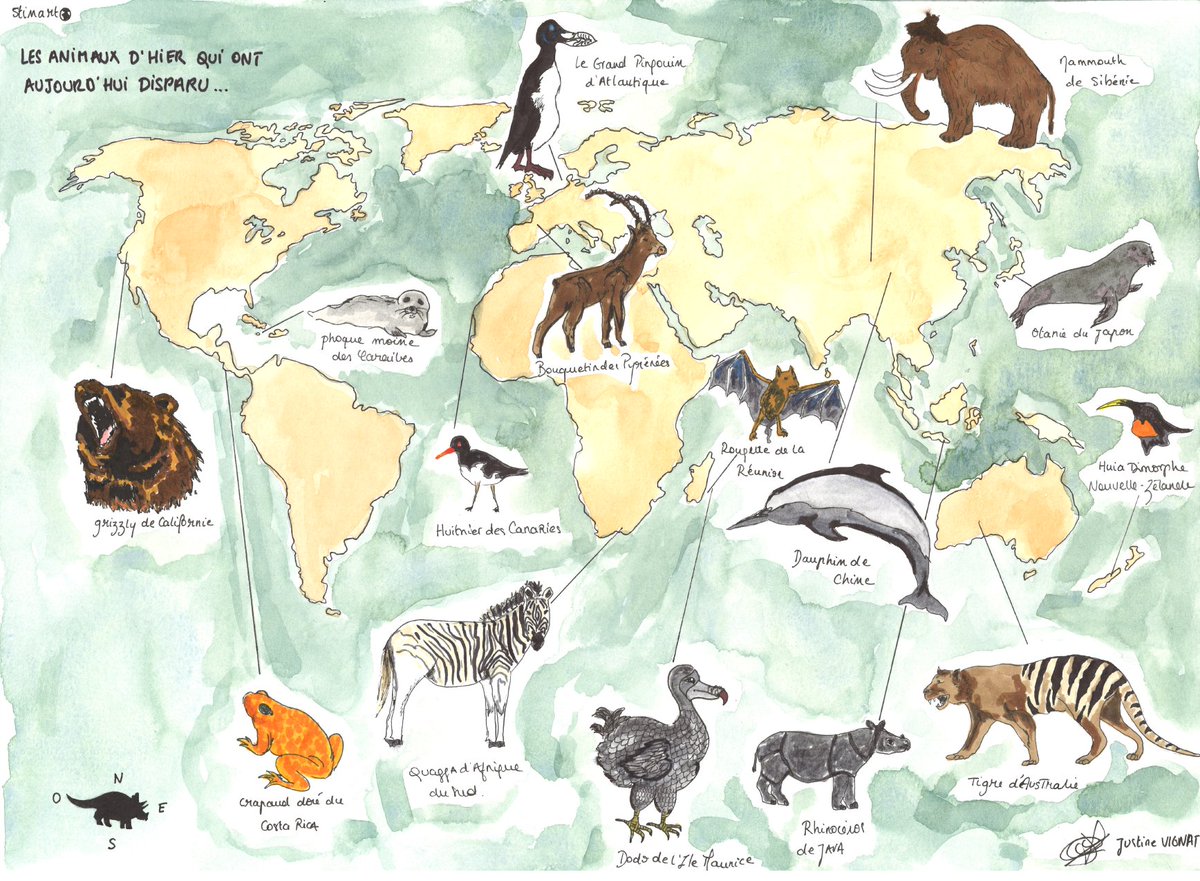 Stimart
LES ANIMAUX D'HIER QUI ONT
AUJOURD'HUI DISPARU...
Le Grand Pingouin
d'Atlantique
Mammouth
de Sibérie
phoque moine
des Caraïbes
Bouquetin des Pyrénées
Otarie du Japon
grizzly de Californie
Huitrier des Canaries
Roupette de la
Réunion
Huia Dimorphe
Nouvelle-Zélande
Dauphin de
Chine
crapaud doré du
Costa RICA
Quagga d'Afrique
du Sud.
Dodo de l'Ile Maurice
Rhinocéros
de JAVA
Tigre d'Australie
N
O
E
S
Justine VIGNAT